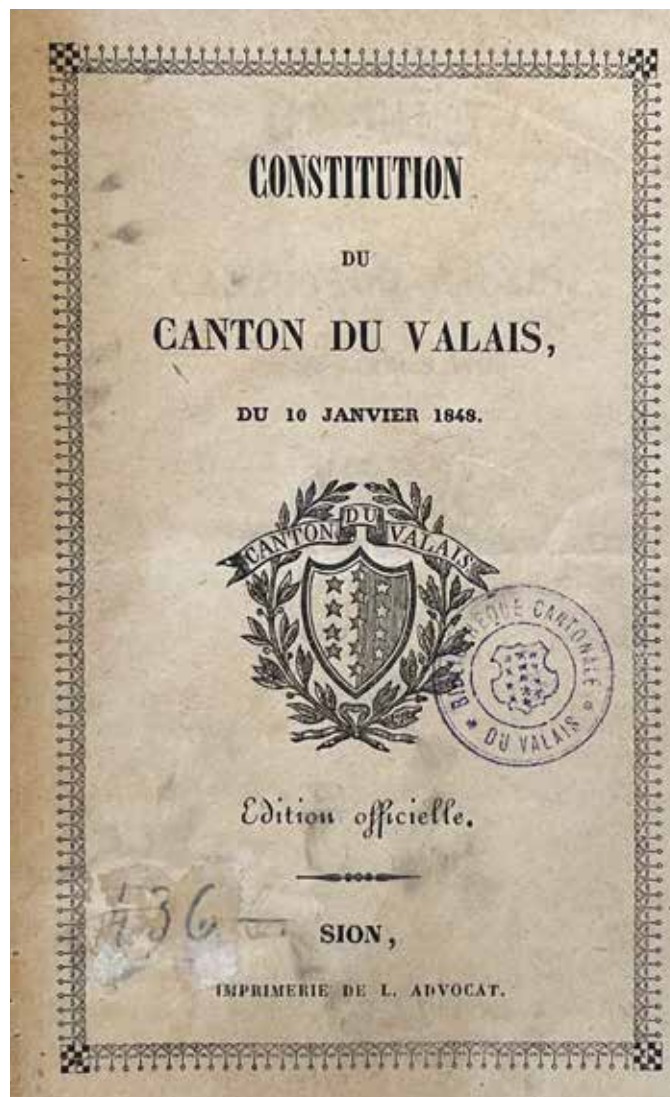 CONSTITUTION
DU
CANTON DU VALAIS,
DU 10 JANVIER 1848.
CANTON DU VALAIS
BIBLIOTHÈQUE CANTONALE
* DU VALAIS *
Edition officielle.
36
SION,
IMPRIMERIE DE L. ADVOCAT.